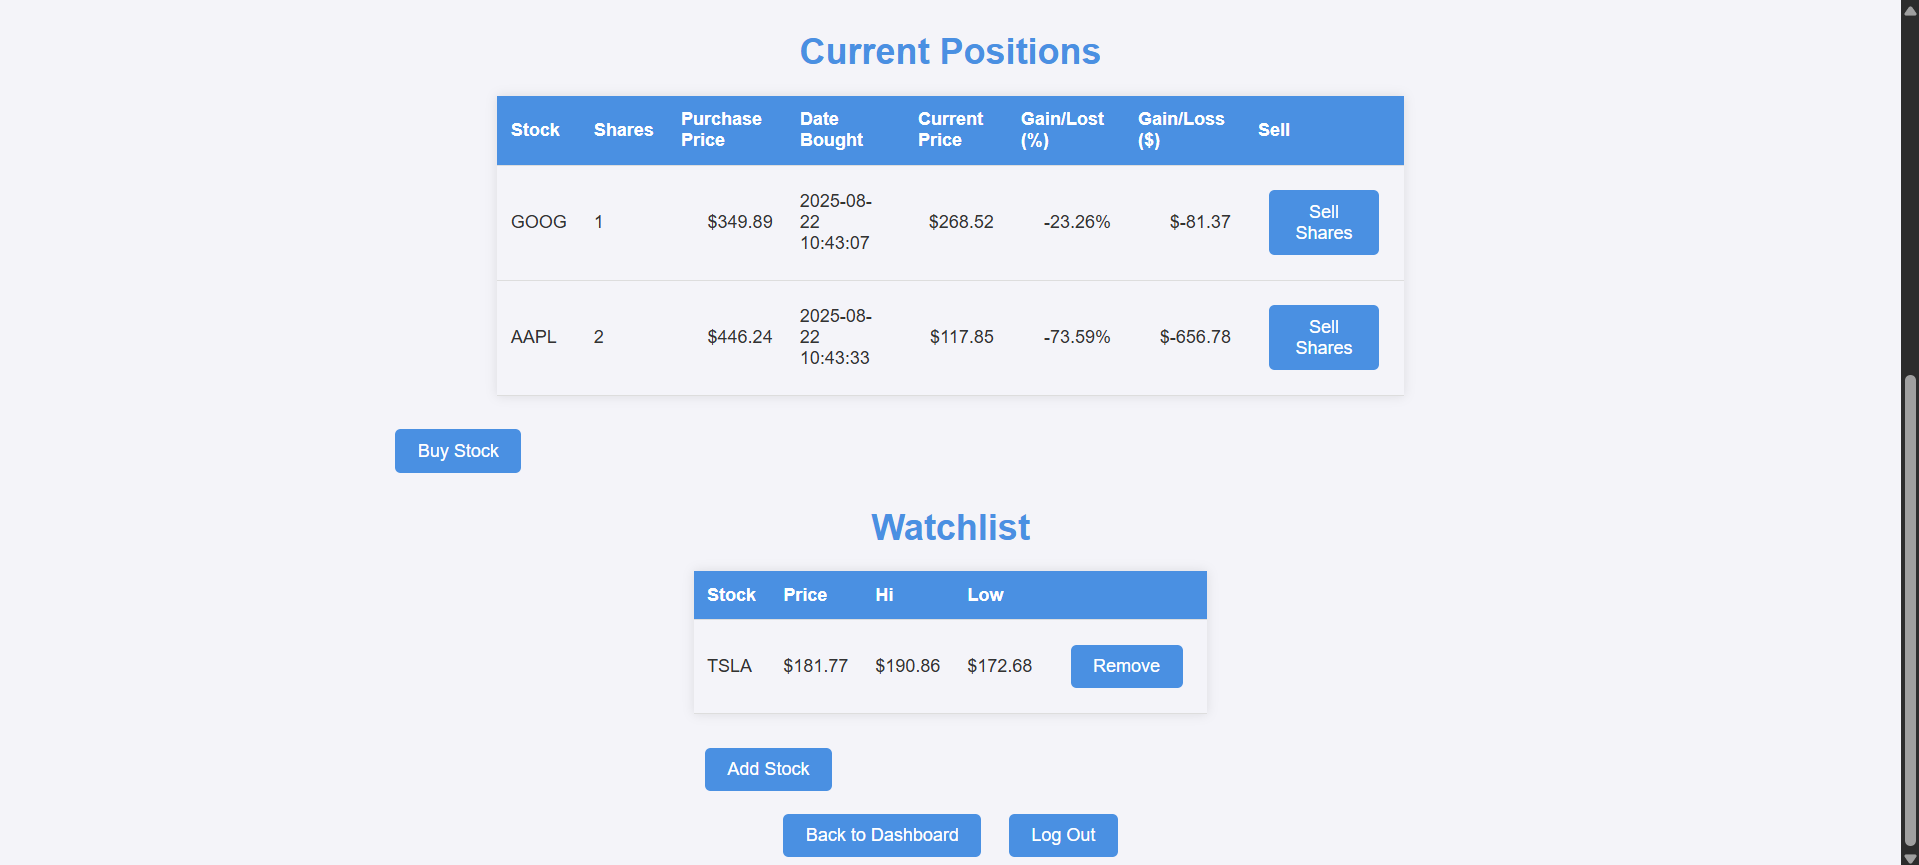 Current Positions
Stock Shares Purchase Price Date Bought Current Price Gain/Lost (%) Gain/Loss ($) Sell
GOOG 1 $349.89 2025-08-22 10:43:07 $268.52 -23.26% $-81.37 Sell Shares
AAPL 2 $446.24 2025-08-22 10:43:33 $117.85 -73.59% $-656.78 Sell Shares
Buy Stock
Watchlist
Stock Price Hi Low
TSLA $181.77 $190.86 $172.68 Remove
Add Stock
Back to Dashboard Log Out